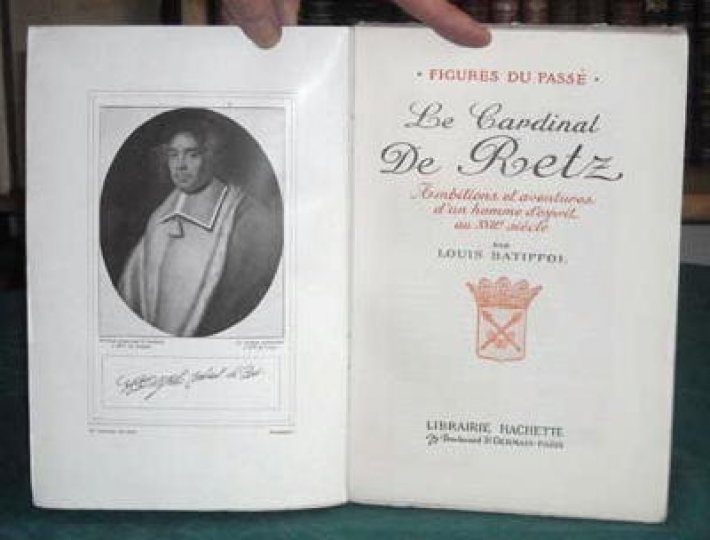 • FIGURES DU PASSÉ •
Le Cardinal
De Retz
Ambitions et aventures
d'un homme d'esprit
au XVIIe siècle
PAR
LOUIS BATIFFOL
LIBRAIRIE HACHETTE
79 Boulevard St GERMAIN·PARIS